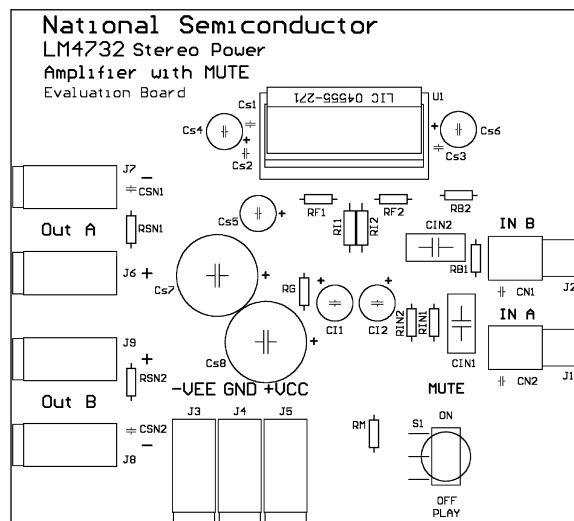 National Semiconductor
LM4732 Stereo Power
Amplifier with MUTE
Evaluation Board
LIC 04555-271
U1
Cs1
Cs4
Cs2
Cs6
Cs3
J7
−
CSN1
RF1
RF2
RB2
Out A
RSN1
Cs5
RI1
RI2
CIN2
IN B
RB1
J6
+
Cs7
RG
CN1
J2
CI1
CI2
RIN2
RIN1
IN A
J9
+
Cs8
CIN1
CN2
J1
RSN2
-VEE GND +VCC
MUTE
Out B
J3
J4
J5
CSN2
RM
S1
ON
J8
−
OFF
PLAY